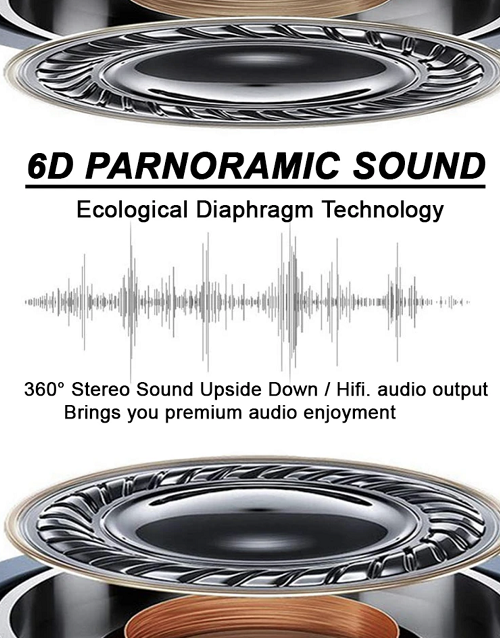 6D PARNORAMIC SOUND
Ecological Diaphragm Technology
360° Stereo Sound Upside Down / Hifi. audio output
Brings you premium audio enjoyment